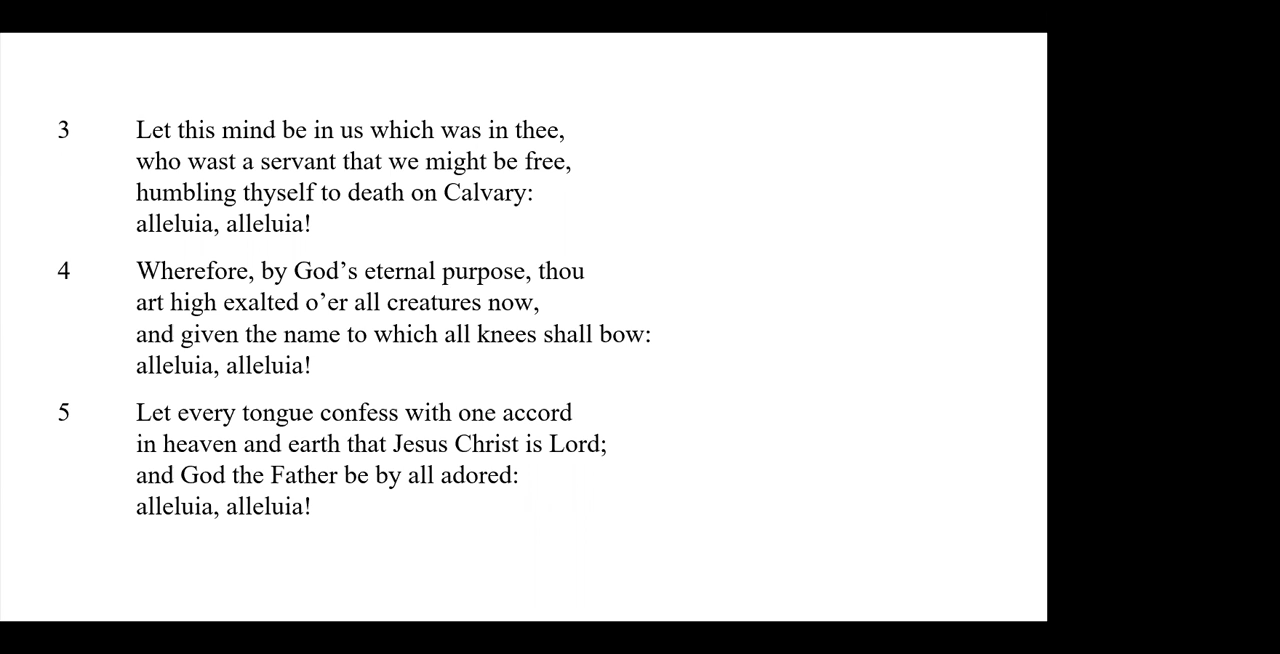 3 Let this mind be in us which was in thee,
who wast a servant that we might be free,
humbling thyself to death on Calvary:
alleluia, alleluia!
4 Wherefore, by God’s eternal purpose, thou
art high exalted o’er all creatures now,
and given the name to which all knees shall bow:
alleluia, alleluia!
5 Let every tongue confess with one accord
in heaven and earth that Jesus Christ is Lord;
and God the Father be by all adored:
alleluia, alleluia!